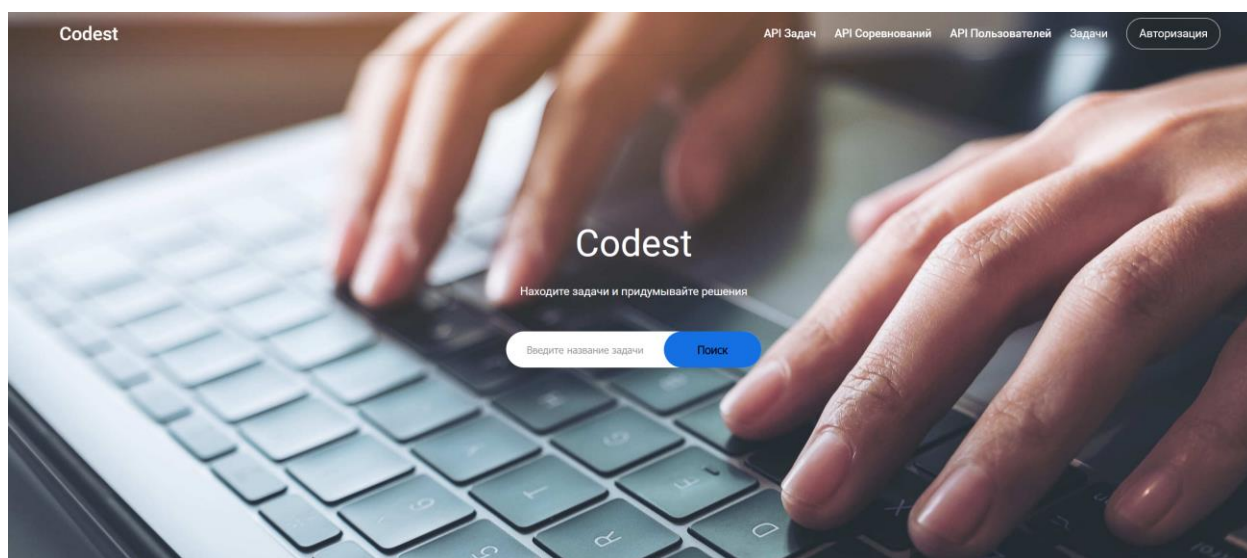 Codest
API Задач API Соревнований API Пользователей Задачи Авторизация
Codest
Находите задачи и придумывайте решения
Введите название задачи Поиск